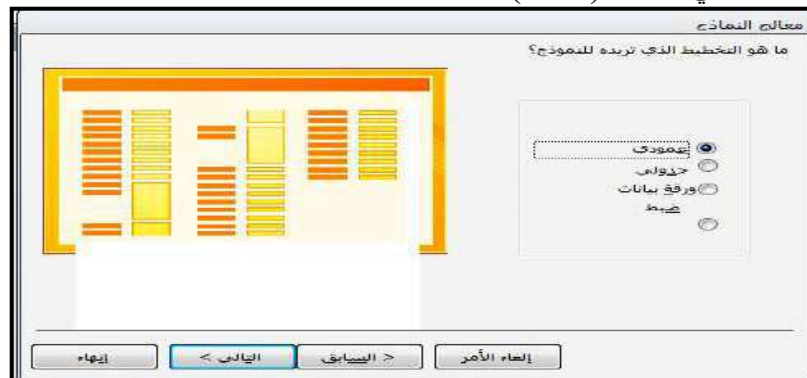 معالج النماذج
ما هو التخطيط الذي تريده للنموذج؟
عمودي
جدولي
ورقة بيانات
ضبط
إلغاء الأمر
< السابق
التالي >
إنهاء